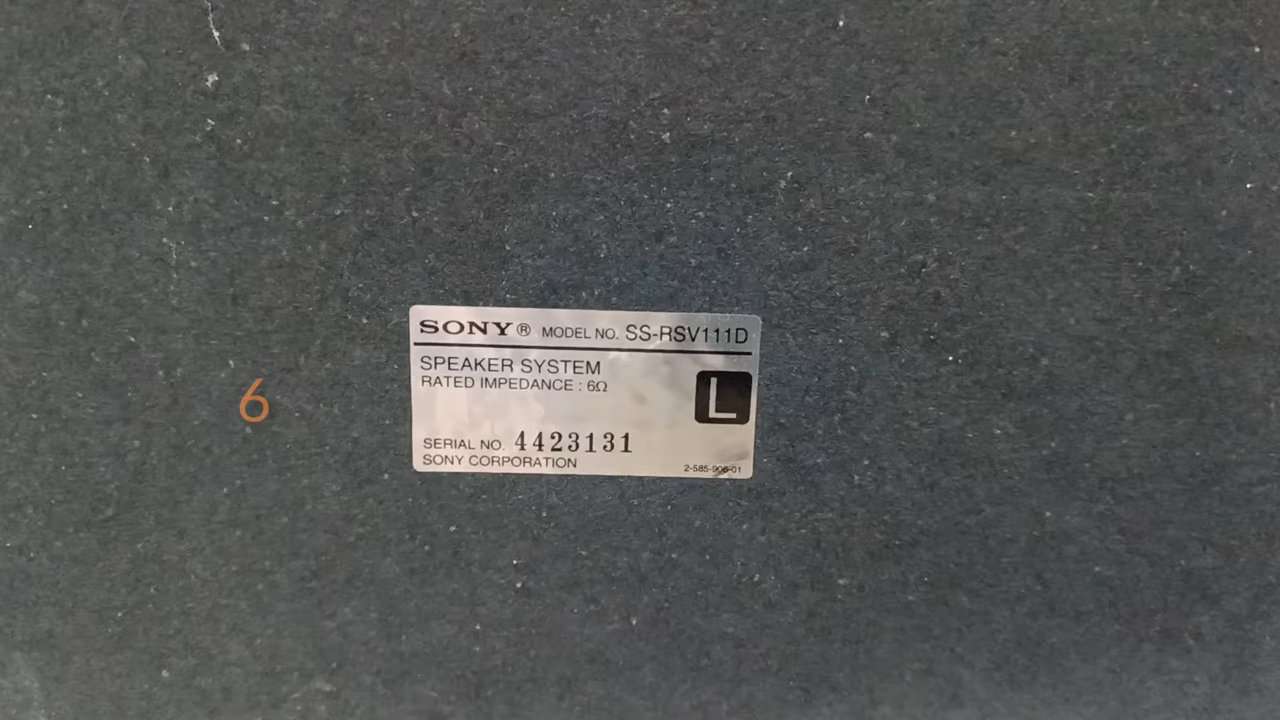 SONY® MODEL NO. SS-RSV111D
SPEAKER SYSTEM
RATED IMPEDANCE : 6Ω
L
6
SERIAL NO. 4423131
SONY CORPORATION
2-585-906-01